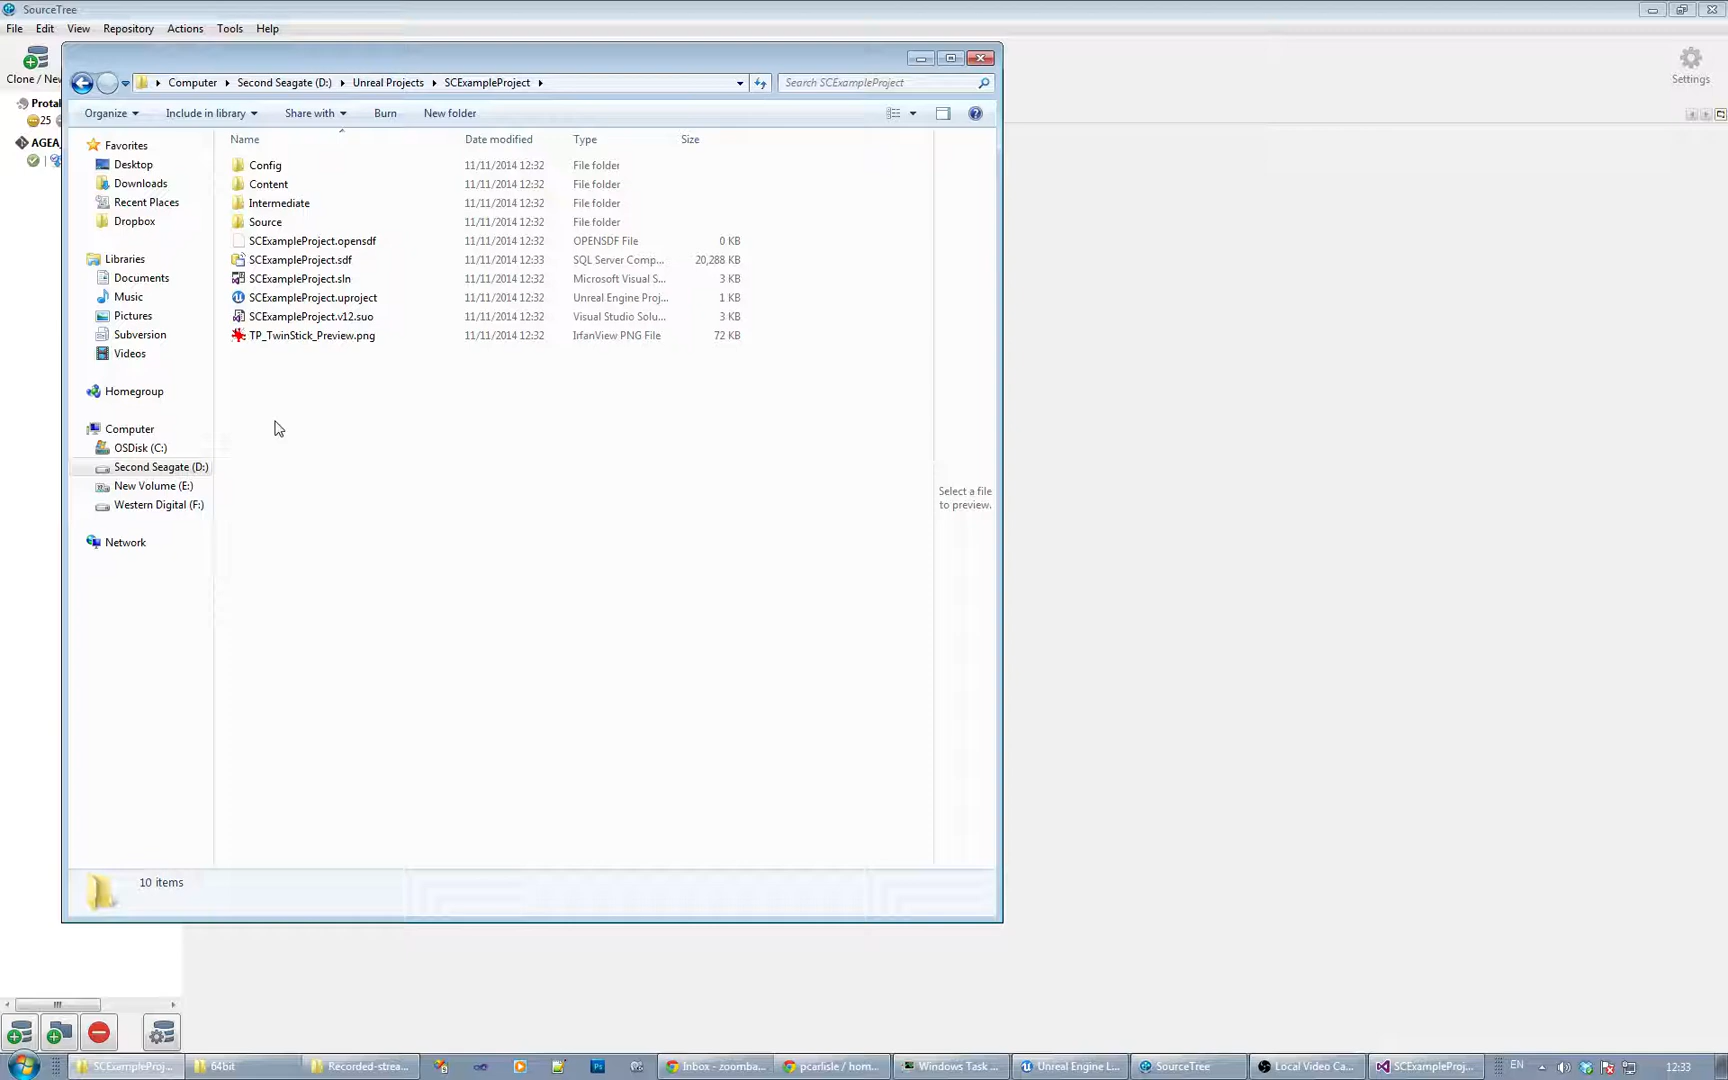 SourceTree
File Edit View Repository Actions Tools Help
Clone / New
Settings
Computer Second Seagate (D:) Unreal Projects SCExampleProject
Search SCExampleProject
Organize Include in library Share with Burn New folder
Name Date modified Type Size
Config 11/11/2014 12:32 File folder
Content 11/11/2014 12:32 File folder
Intermediate 11/11/2014 12:32 File folder
Source 11/11/2014 12:32 File folder
SCExampleProject.opensdf 11/11/2014 12:32 OPENSDF File 0 KB
SCExampleProject.sdf 11/11/2014 12:33 SQL Server Comp... 20,288 KB
SCExampleProject.sln 11/11/2014 12:32 Microsoft Visual S... 3 KB
SCExampleProject.uproject 11/11/2014 12:32 Unreal Engine Proj... 1 KB
SCExampleProject.v12.suo 11/11/2014 12:32 Visual Studio Solu... 3 KB
TP_TwinStick_Preview.png 11/11/2014 12:32 IrfanView PNG File 72 KB
Favorites
Desktop
Downloads
Recent Places
Dropbox
Libraries
Documents
Music
Pictures
Subversion
Videos
Homegroup
Computer
OSDisk (C:)
Second Seagate (D:)
New Volume (E:)
Western Digital (F:)
Network
Protal
25
AGEA_
Select a file
to preview.
10 items
SCExampleProj... 64bit Recorded-strea... Inbox - zoomba... pcarlisle / hom... Windows Task ... Unreal Engine L... SourceTree Local Video Ca... SCExampleProj... EN 12:33